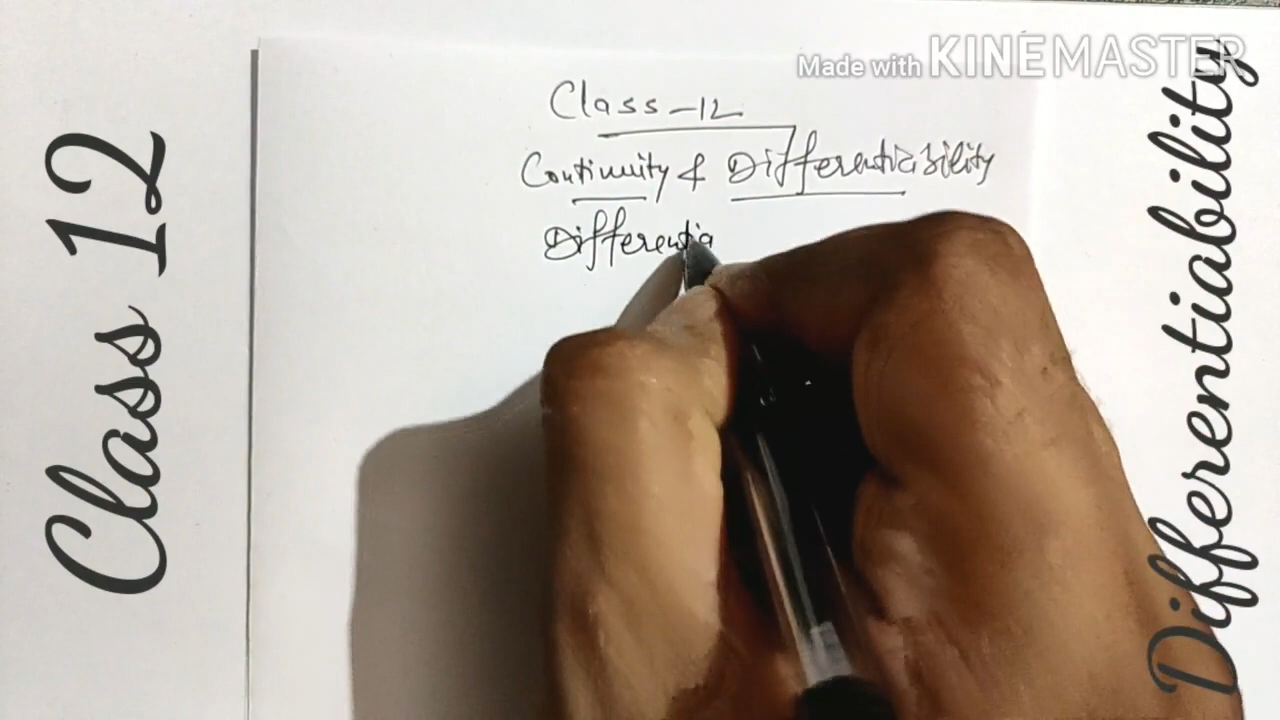 Made with KINEMASTER
Class 12
Class-12
Continuity & Differentiability
Differentia
Differentiability